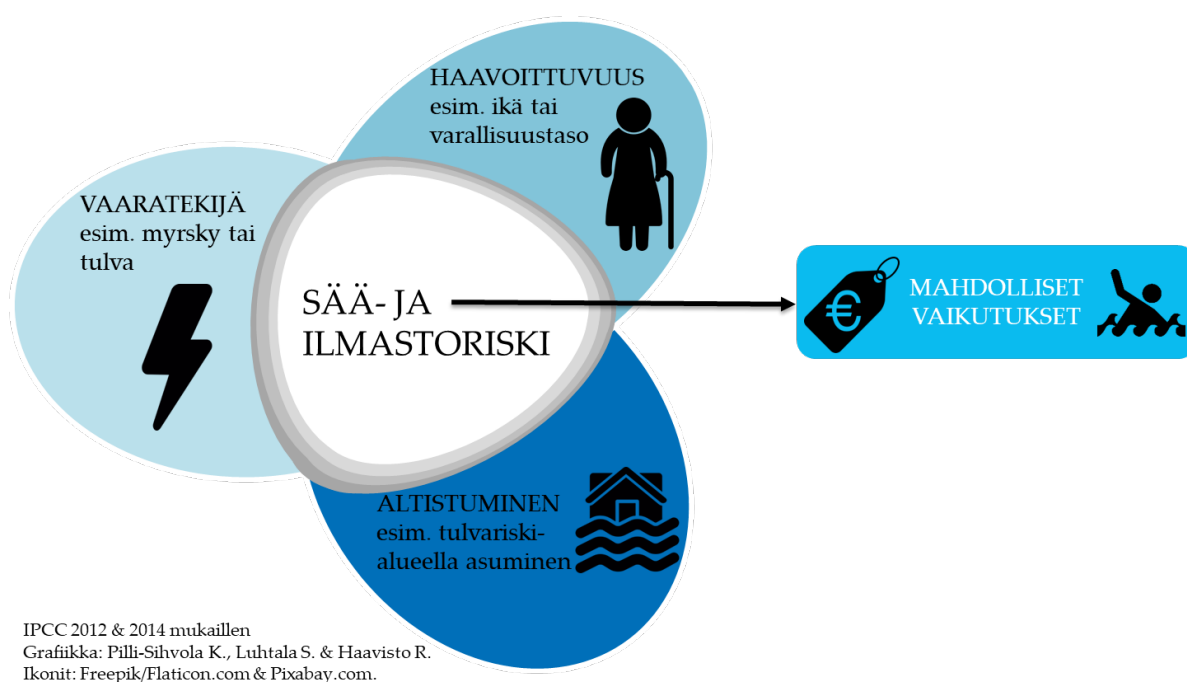 HAAVOITTUVUUS
esim. ikä tai
varallisuustaso
VAARATEKIJÄ
esim. myrsky tai
tulva
SÄÄ- JA
ILMASTORISKI
€
MAHDOLLISET
VAIKUTUKSET
ALTISTUMINEN
esim. tulvariski-
alueella asuminen
IPCC 2012 & 2014 mukaillen
Grafiikka: Pilli-Sihvola K., Luhtala S. & Haavisto R.
Ikonit: Freepik/Flaticon.com & Pixabay.com.